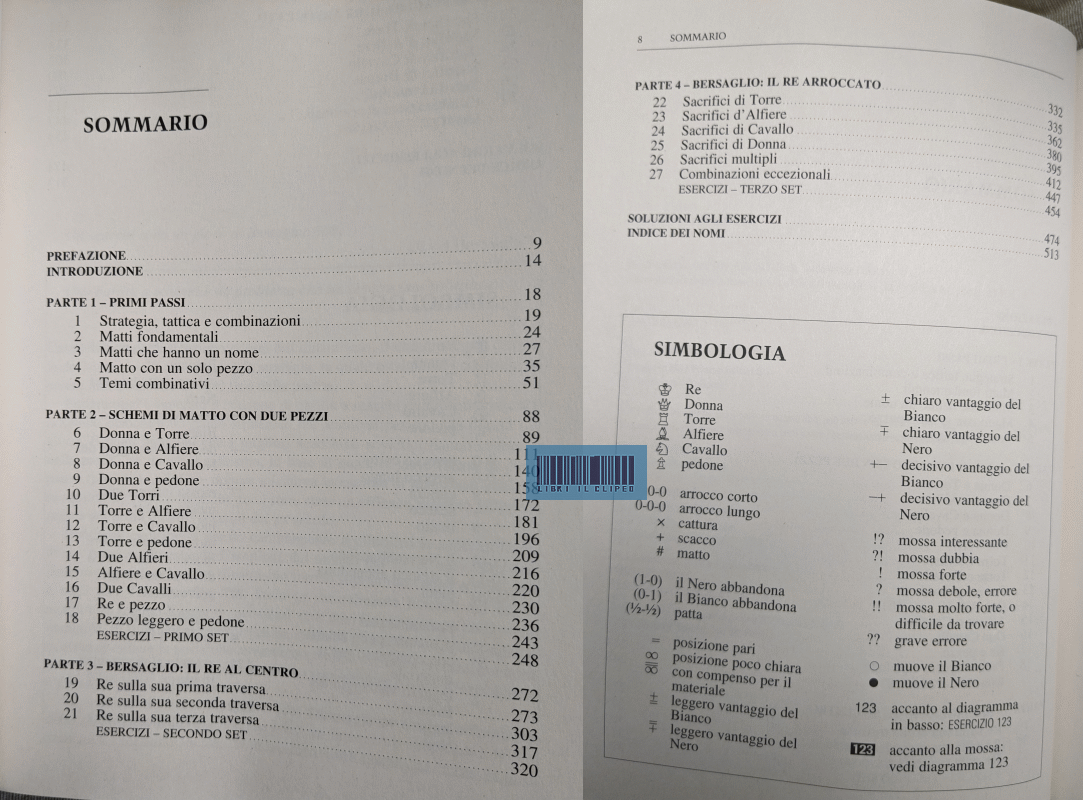 SOMMARIO
PREFAZIONE 9
INTRODUZIONE 14
PARTE 1 – PRIMI PASSI 18
1 Strategia, tattica e combinazioni 19
2 Matti fondamentali 24
3 Matti che hanno un nome 27
4 Matto con un solo pezzo 35
5 Temi combinativi 51
PARTE 2 – SCHEMI DI MATTO CON DUE PEZZI 88
6 Donna e Torre 89
7 Donna e Alfiere 111
8 Donna e Cavallo 140
9 Donna e pedone 158
10 Due Torri 172
11 Torre e Alfiere 181
12 Torre e Cavallo 196
13 Torre e pedone 209
14 Due Alfieri 216
15 Alfiere e Cavallo 220
16 Due Cavalli 230
17 Re e pezzo 236
18 Pezzo leggero e pedone 243
ESERCIZI – PRIMO SET 248
PARTE 3 – BERSAGLIO: IL RE AL CENTRO 272
19 Re sulla sua prima traversa 273
20 Re sulla sua seconda traversa 303
21 Re sulla sua terza traversa 317
ESERCIZI – SECONDO SET 320
LIBRI IL CLIPEO
8 SOMMARIO
PARTE 4 – BERSAGLIO: IL RE ARROCCATO 332
22 Sacrifici di Torre 335
23 Sacrifici d'Alfiere 362
24 Sacrifici di Cavallo 380
25 Sacrifici di Donna 395
26 Sacrifici multipli 412
27 Combinazioni eccezionali 447
ESERCIZI – TERZO SET 454
SOLUZIONI AGLI ESERCIZI 474
INDICE DEI NOMI 513
SIMBOLOGIA
♔ Re
♕ Donna
♖ Torre
♗ Alfiere
♘ Cavallo
♙ pedone
0-0 arrocco corto
0-0-0 arrocco lungo
× cattura
+ scacco
# matto
(1-0) il Nero abbandona
(0-1) il Bianco abbandona
(½-½) patta
= posizione pari
∞ posizione poco chiara
con compenso per il
materiale
⩲ leggero vantaggio del
Bianco
⩱ leggero vantaggio del
Nero
± chiaro vantaggio del
Bianco
∓ chiaro vantaggio del
Nero
+− decisivo vantaggio del
Bianco
−+ decisivo vantaggio del
Nero
!? mossa interessante
?! mossa dubbia
! mossa forte
? mossa debole, errore
!! mossa molto forte, o
difficile da trovare
?? grave errore
○ muove il Bianco
● muove il Nero
123 accanto al diagramma
in basso: ESERCIZIO 123
123 accanto alla mossa:
vedi diagramma 123